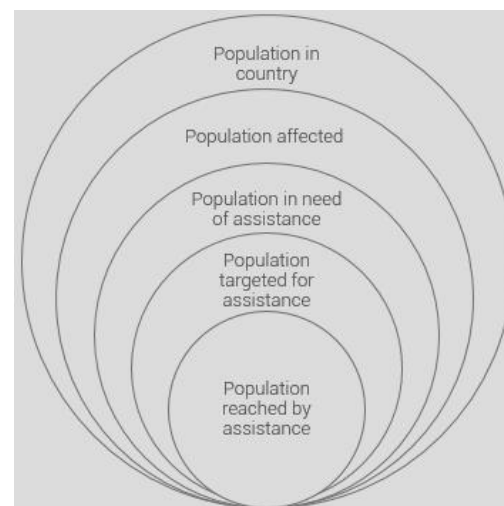 Population in
country
Population affected
Population in need
of assistance
Population
targeted for
assistance
Population
reached by
assistance